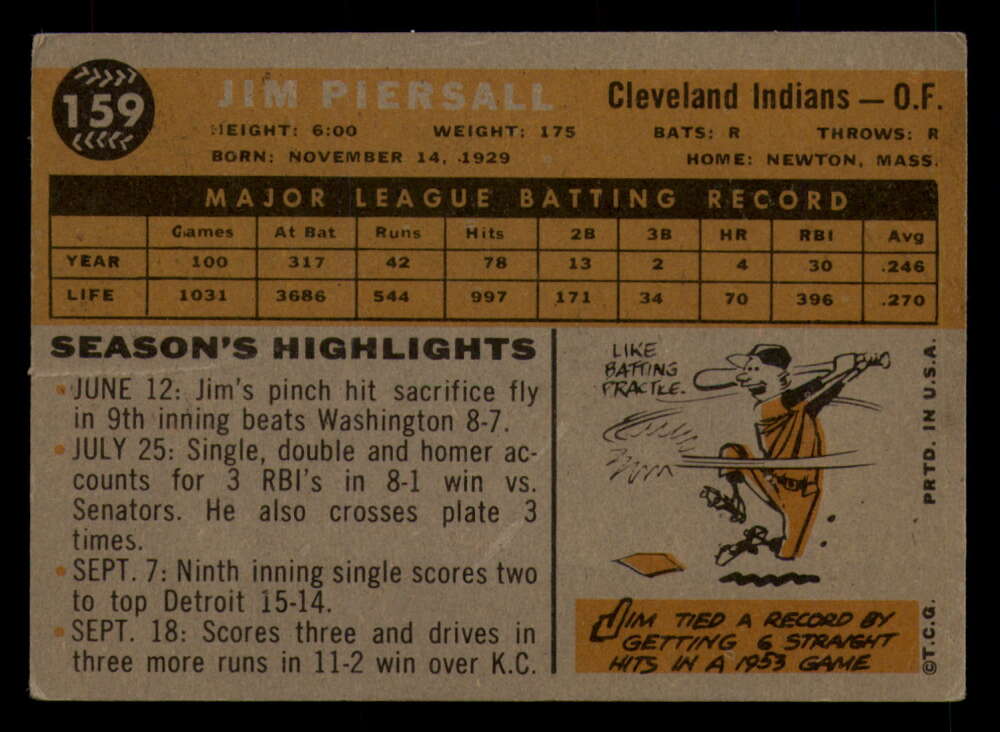 159
JIM PIERSALL
Cleveland Indians — O.F.
HEIGHT: 6:00 WEIGHT: 175 BATS: R THROWS: R
BORN: NOVEMBER 14, 1929 HOME: NEWTON, MASS.
MAJOR LEAGUE BATTING RECORD
Games At Bat Runs Hits 2B 3B HR RBI Avg
YEAR 100 317 42 78 13 2 4 30 .246
LIFE 1031 3686 544 997 171 34 70 396 .270
SEASON'S HIGHLIGHTS
• JUNE 12: Jim's pinch hit sacrifice fly
in 9th inning beats Washington 8-7.
• JULY 25: Single, double and homer ac-
counts for 3 RBI's in 8-1 win vs.
Senators. He also crosses plate 3
times.
• SEPT. 7: Ninth inning single scores two
to top Detroit 15-14.
• SEPT. 18: Scores three and drives in
three more runs in 11-2 win over K.C.
LIKE
BATTING
PRACTICE.
JIM TIED A RECORD BY
GETTING 6 STRAIGHT
HITS IN A 1953 GAME
PRTD. IN U.S.A.
©T.C.G.